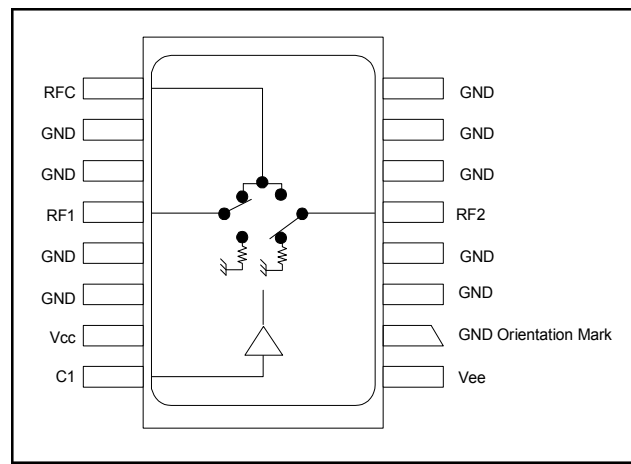 RFC
GND
GND
GND
GND
GND
RF1
RF2
GND
GND
GND
GND
Vcc
GND Orientation Mark
C1
Vee